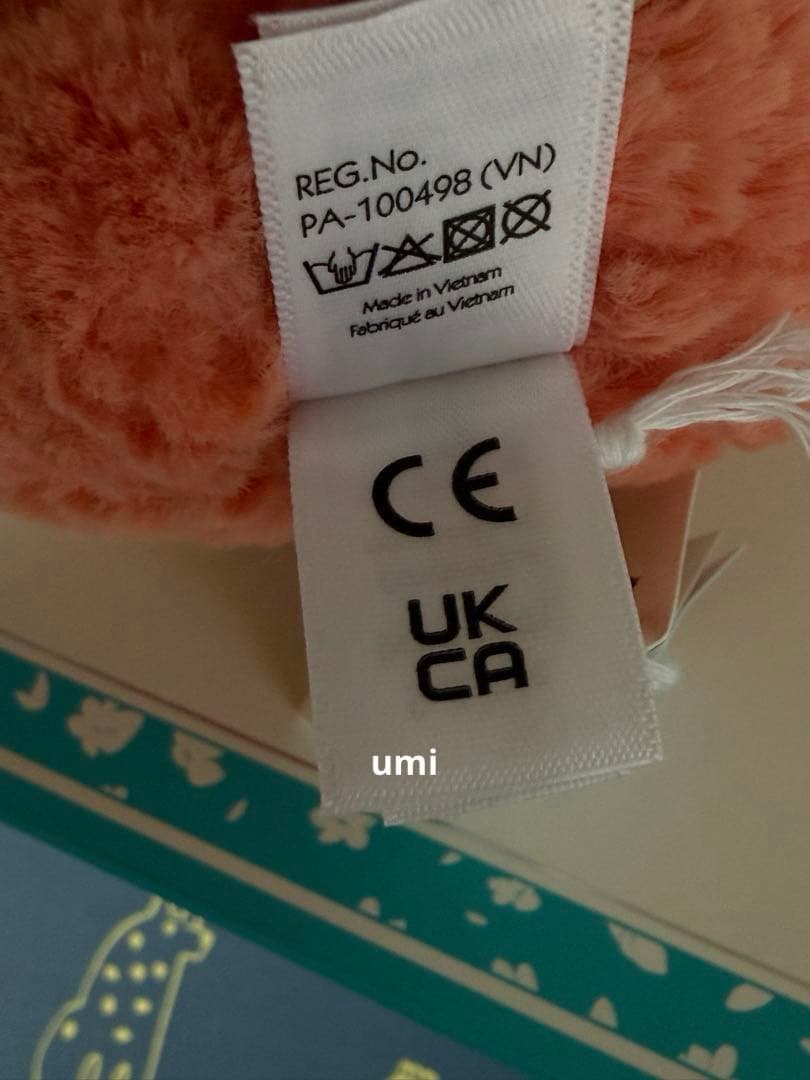 REG.No.
PA-100498 (VN)
Made in Vietnam
Fabriqué au Vietnam
CE
UK
CA
umi